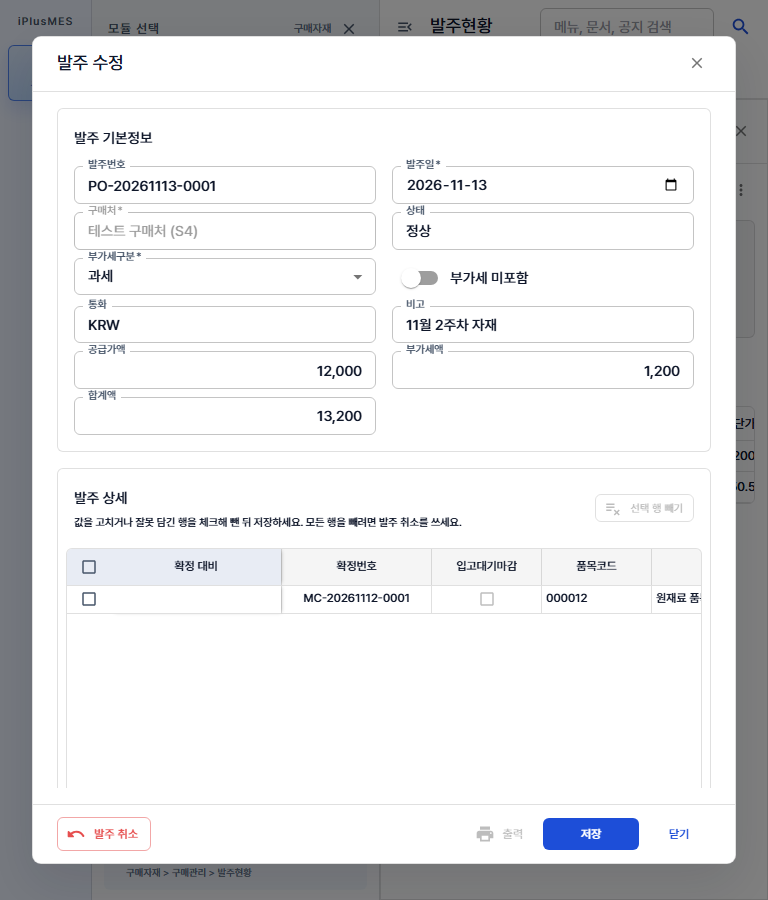 iPlusMES
모듈 선택
구매자재
발주현황
메뉴, 문서, 공지 검색
발주 수정
발주 기본정보
발주번호
PO-20261113-0001
발주일 *
2026-11-13
구매처 *
테스트 구매처 (S4)
상태
정상
부가세구분 *
과세
부가세 미포함
통화
KRW
비고
11월 2주차 자재
공급가액
12,000
부가세액
1,200
합계액
13,200
단가
200
60.5
발주 상세
값을 고치거나 잘못 담긴 행을 체크해 뺀 뒤 저장하세요. 모든 행을 빼려면 발주 취소를 쓰세요.
선택 행 빼기
확정 대비
확정번호
입고대기마감
품목코드
MC-20261112-0001
000012
원재료 품
발주 취소
출력
저장
닫기
구매자재 > 구매관리 > 발주현황